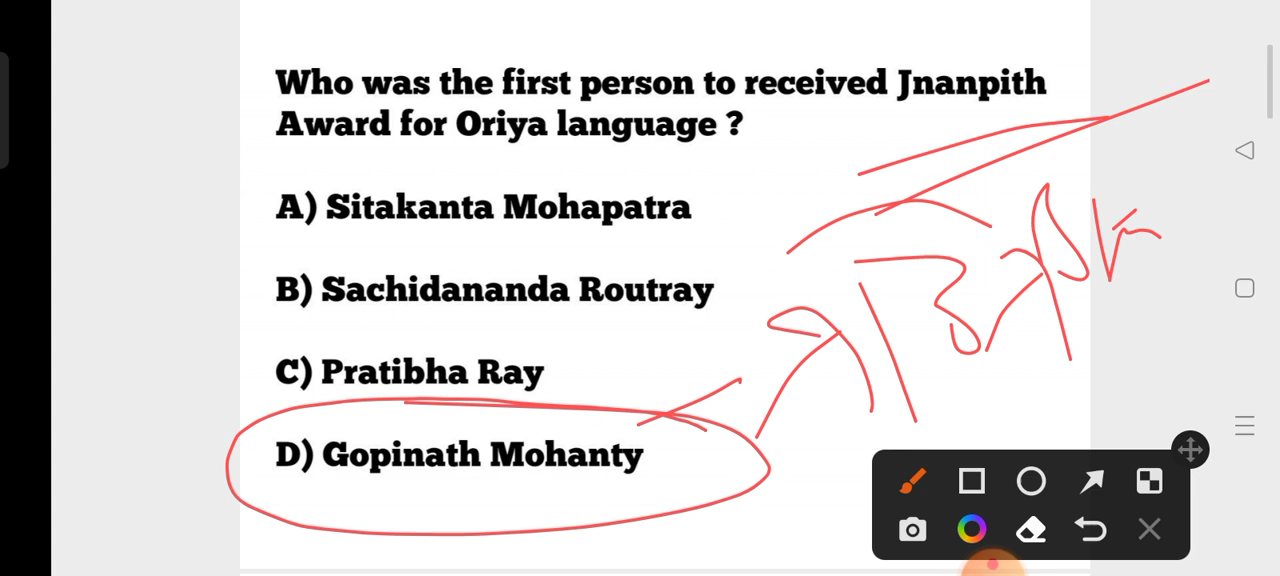 Who was the first person to received Jnanpith
Award for Oriya language ?
A) Sitakanta Mohapatra
B) Sachidananda Routray
C) Pratibha Ray
D) Gopinath Mohanty